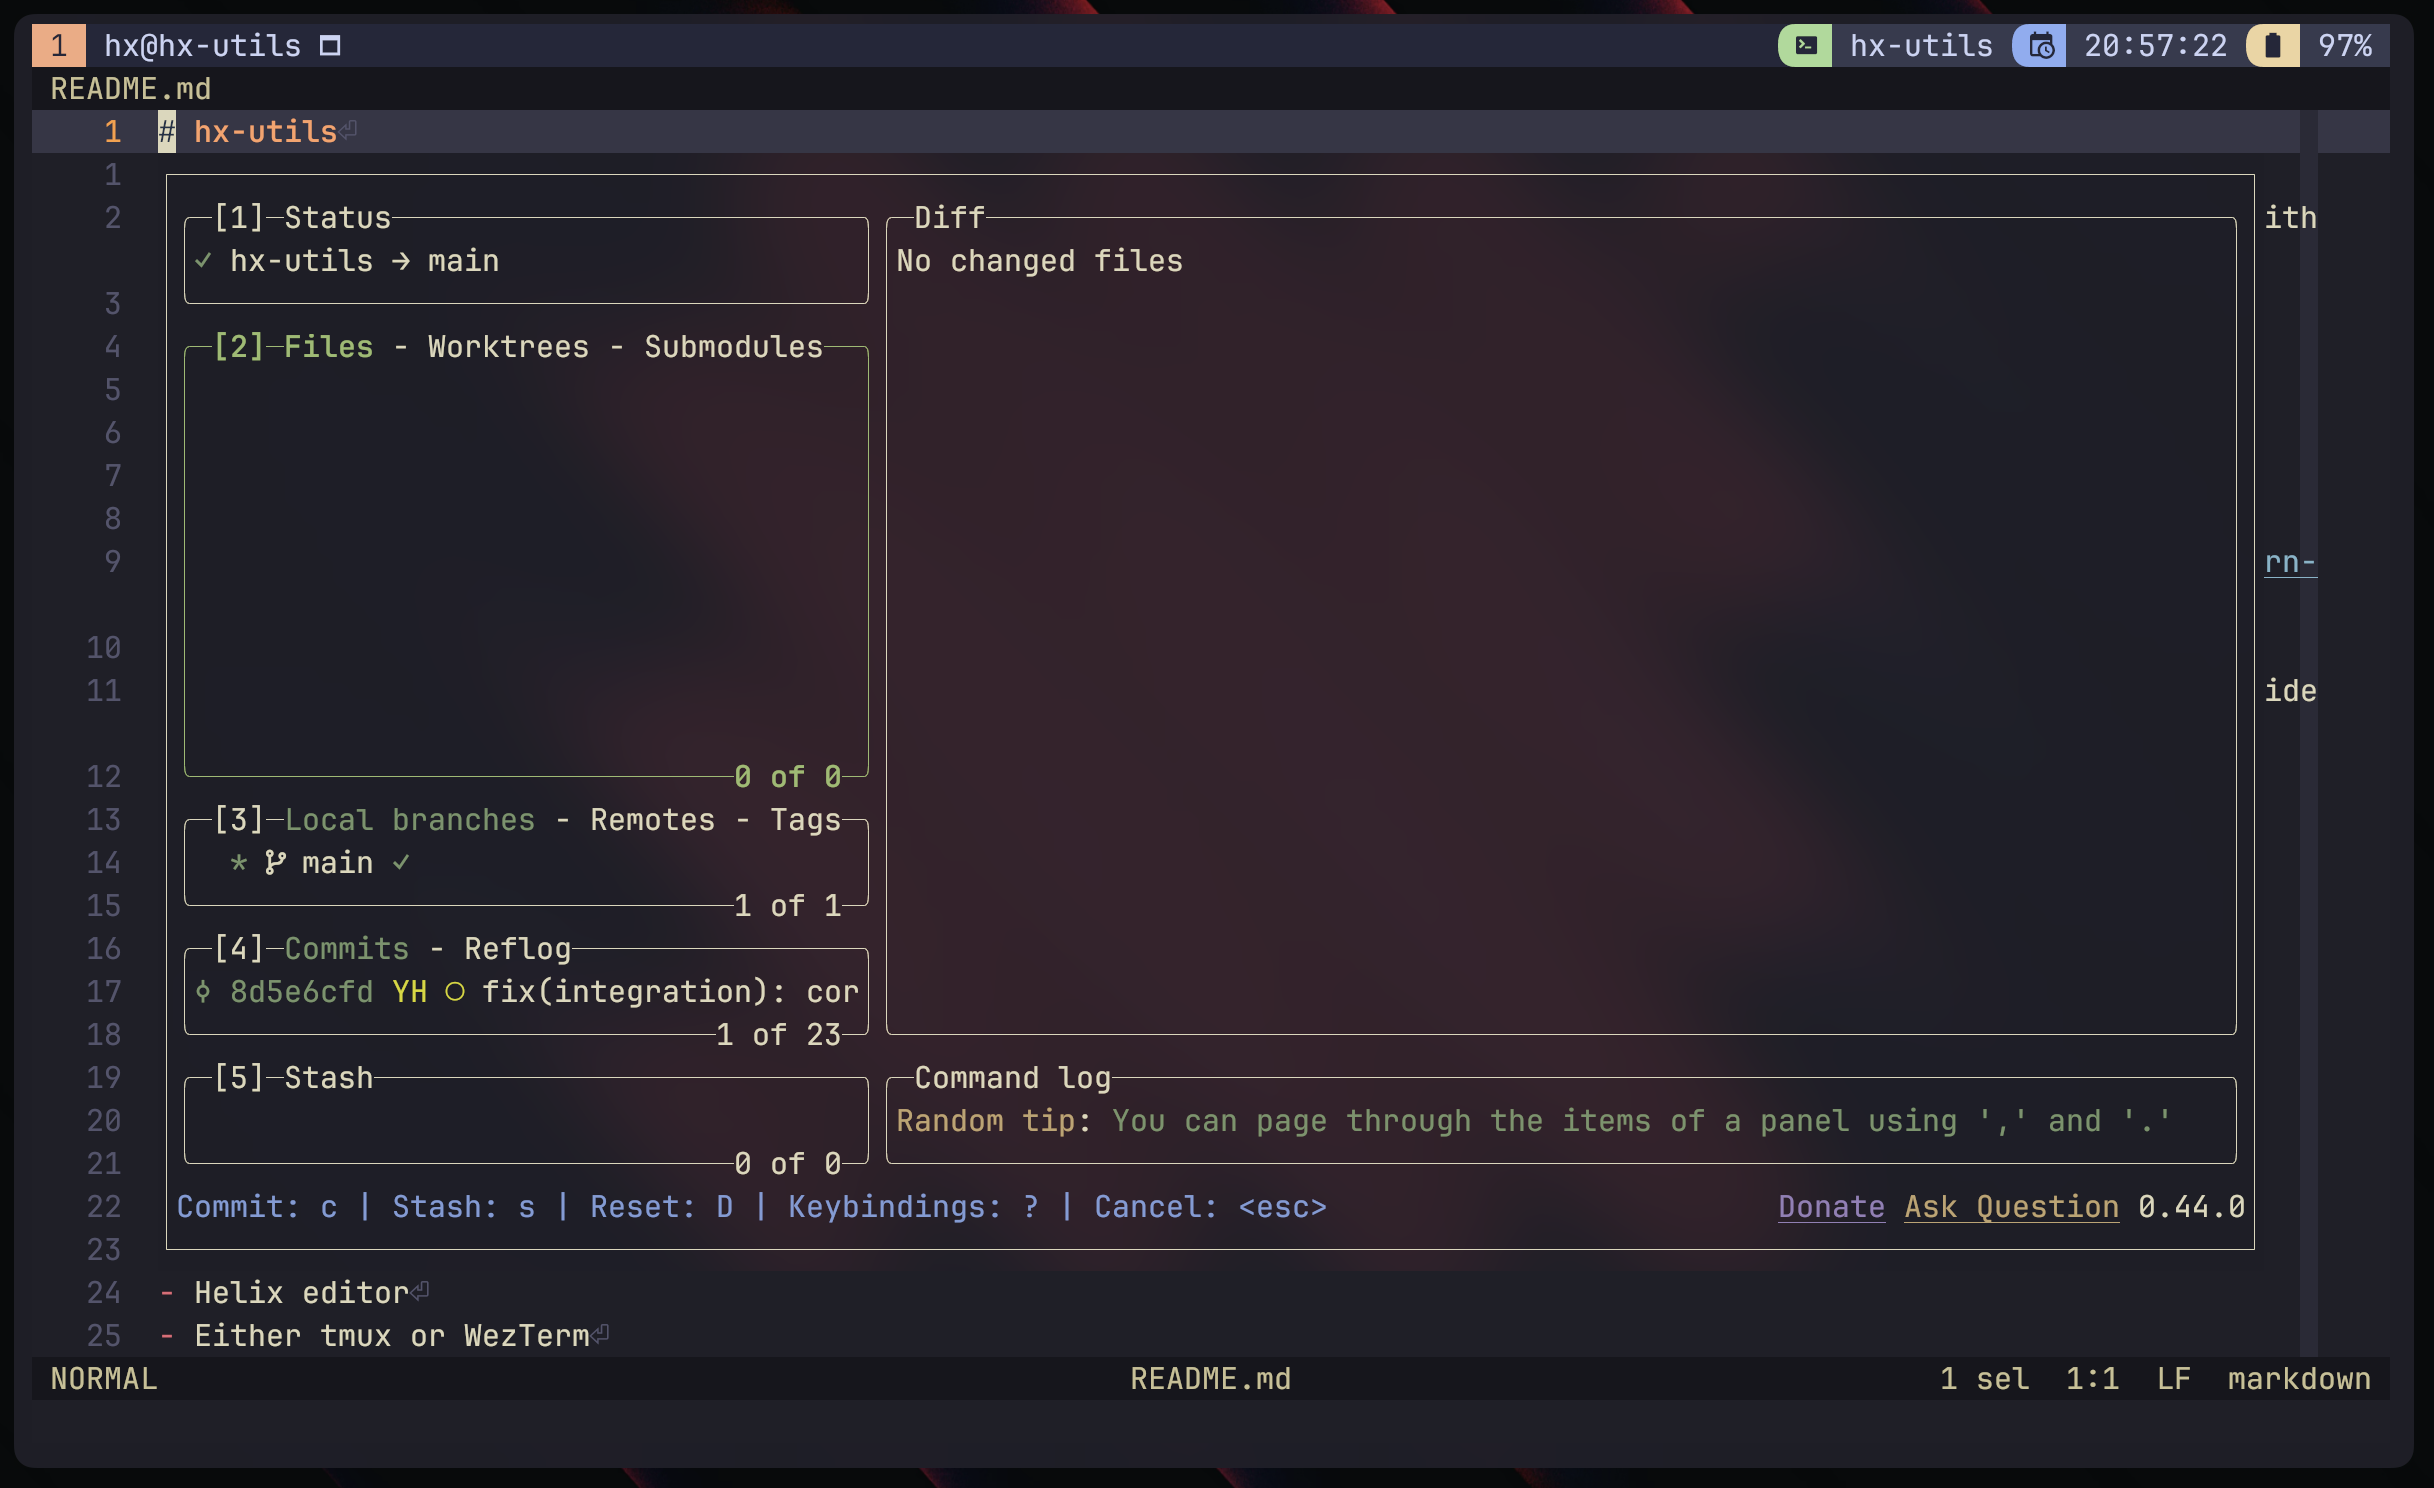 1 hx@hx-utils hx-utils 20:57:22 97%
README.md
1 # hx-utils
1
2 ith
[1] Status
✓ hx-utils → main
3
4
5
6
7
8
9 rn-
10
11 ide
12
13
14
15
16
17
18
19
20
21
22
23
[2] Files - Worktrees - Submodules
0 of 0
[3] Local branches - Remotes - Tags
* main ✓
1 of 1
[4] Commits - Reflog
8d5e6cfd YH ○ fix(integration): cor
1 of 23
[5] Stash
0 of 0
Diff
No changed files
Command log
Random tip: You can page through the items of a panel using ',' and '.'
Commit: c | Stash: s | Reset: D | Keybindings: ? | Cancel: <esc> Donate Ask Question 0.44.0
24 - Helix editor
25 - Either tmux or WezTerm
NORMAL README.md 1 sel 1:1 LF markdown